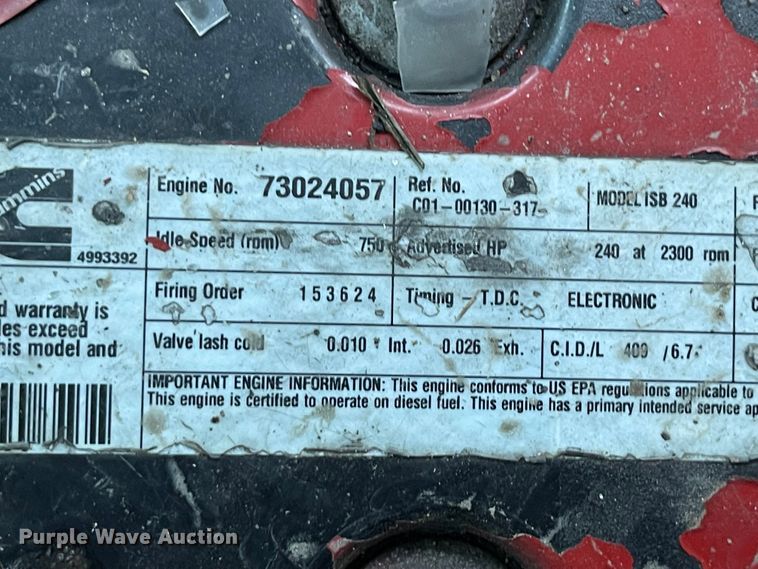 Cummins
4993392
Engine No. 73024057
Ref. No.
C01-00130-317-
MODEL ISB 240
Idle Speed (rpm) 750
Advertised HP 240 at 2300 rpm
Firing Order 153624
Timing - T.D.C. ELECTRONIC
Valve lash cold 0.010 " Int. 0.026 Exh.
C.I.D./L 409 /6.7
d warranty is
les exceed
his model and
IMPORTANT ENGINE INFORMATION: This engine conforms to US EPA regulations applicable to
This engine is certified to operate on diesel fuel. This engine has a primary intended service ap
Purple Wave Auction